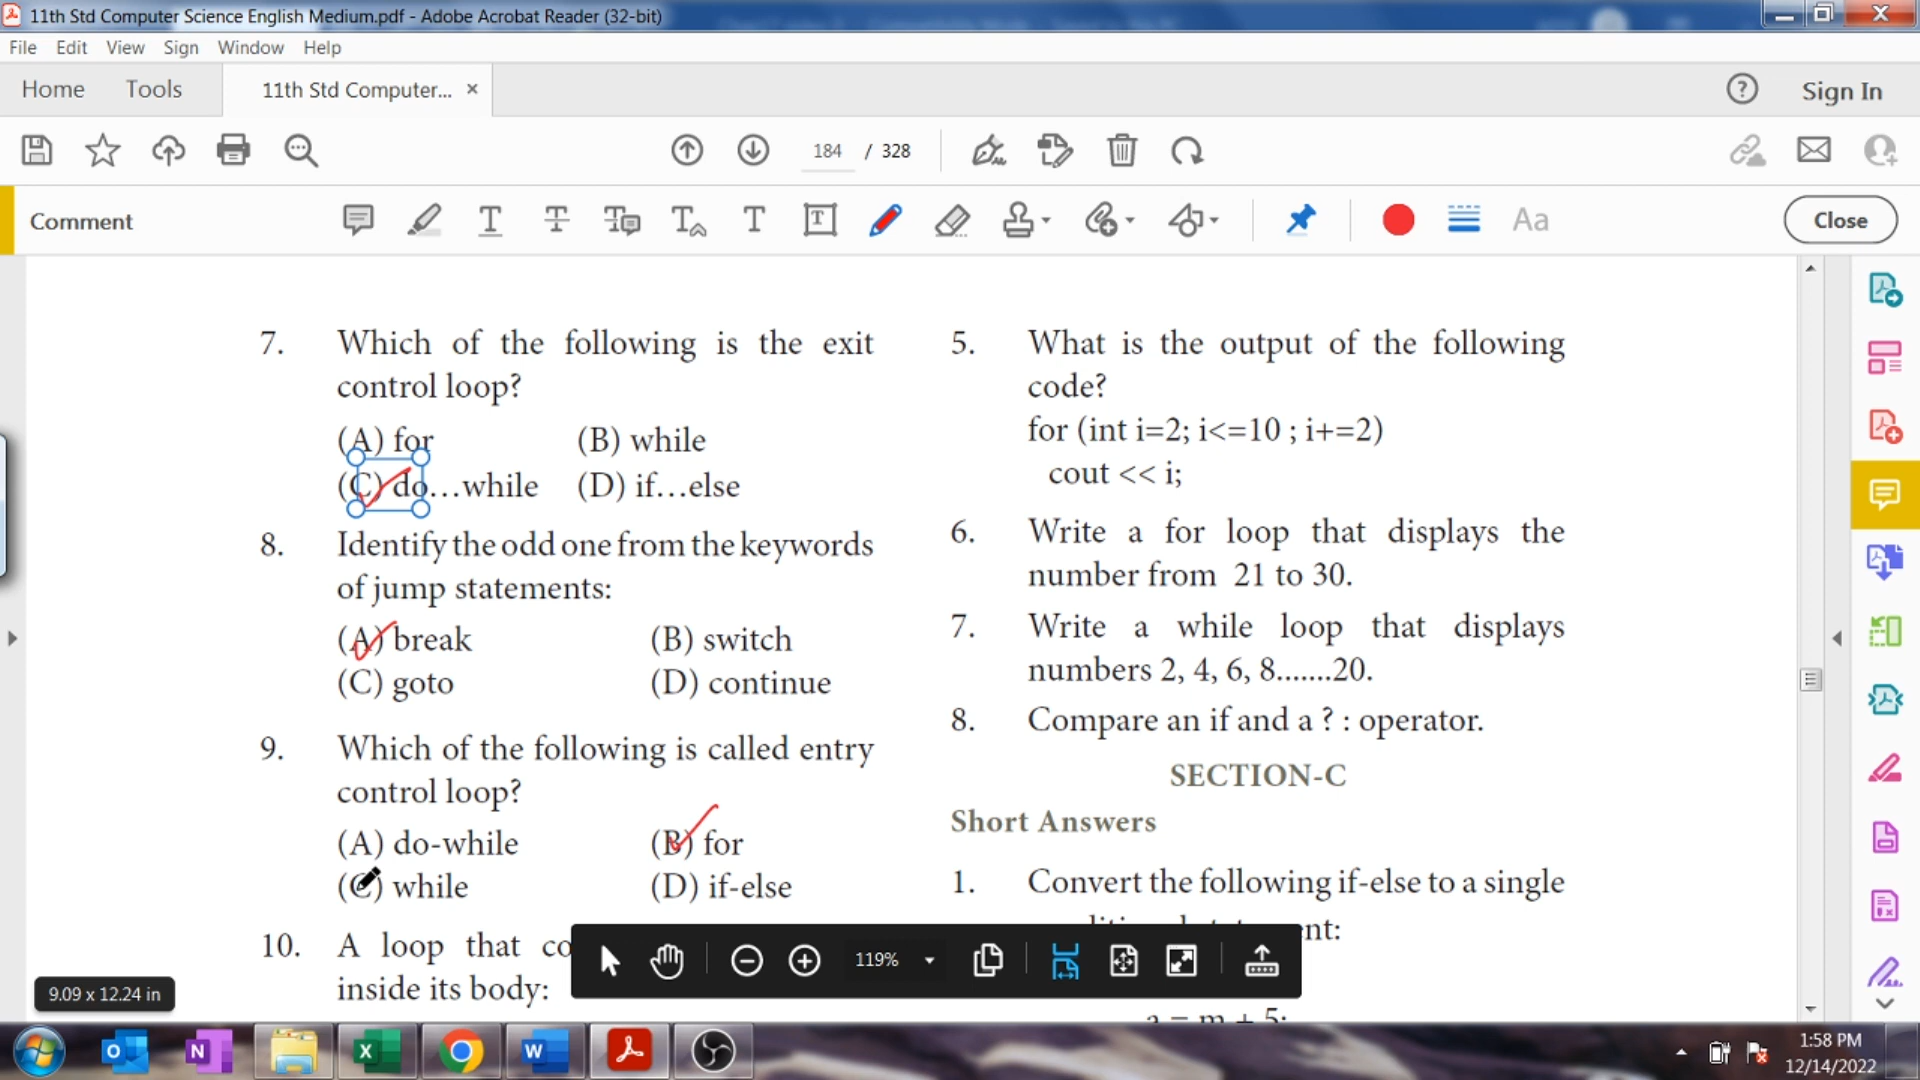 11th Std Computer Science English Medium.pdf - Adobe Acrobat Reader (32-bit)
File Edit View Sign Window Help
Home Tools 11th Std Computer... × Sign In
184 / 328
Comment Aa Close
7. Which of the following is the exit
control loop?
(A) for (B) while
(C) do…while (D) if…else
8. Identify the odd one from the keywords
of jump statements:
(A) break (B) switch
(C) goto (D) continue
9. Which of the following is called entry
control loop?
(A) do-while (B) for
(C) while (D) if-else
10. A loop that co
inside its body:
5. What is the output of the following
code?
for (int i=2; i<=10 ; i+=2)
cout << i;
6. Write a for loop that displays the
number from 21 to 30.
7. Write a while loop that displays
numbers 2, 4, 6, 8.......20.
8. Compare an if and a ? : operator.
SECTION-C
Short Answers
1. Convert the following if-else to a single
nt:
a = m + 5;
119%
9.09 x 12.24 in
1:58 PM
12/14/2022